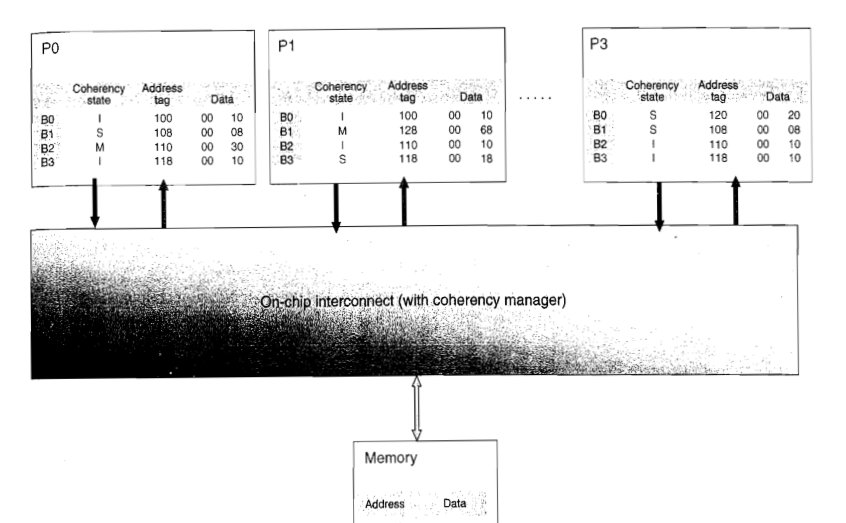 P0
Coherency state Address tag Data
B0 I 100 00 10
B1 S 108 00 08
B2 M 110 00 30
B3 I 118 00 10
P1
Coherency state Address tag Data
B0 I 100 00 10
B1 M 128 00 68
B2 I 110 00 10
B3 S 118 00 18
.....
P3
Coherency state Address tag Data
B0 S 120 00 20
B1 S 108 00 08
B2 I 110 00 10
B3 I 118 00 10
On-chip interconnect (with coherency manager)
Memory
Address Data